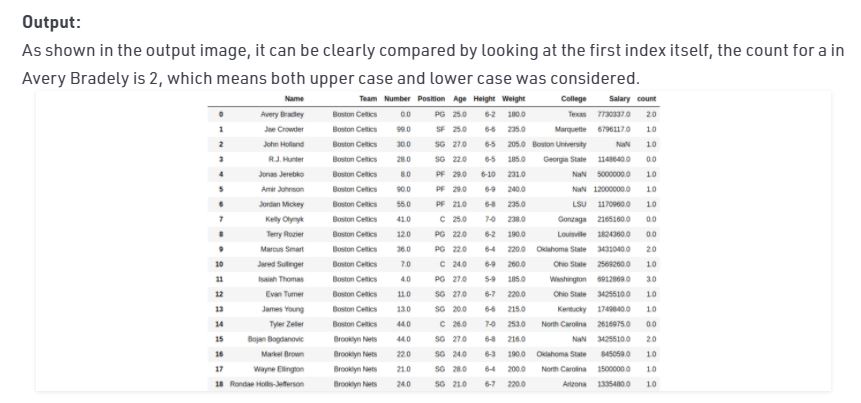 Output:
As shown in the output image, it can be clearly compared by looking at the first index itself, the count for a in
Avery Bradely is 2, which means both upper case and lower case was considered.
Name Team Number Position Age Height Weight College Salary count
0 Avery Bradley Boston Celtics 0.0 PG 25.0 6-2 180.0 Texas 7730337.0 2.0
1 Jae Crowder Boston Celtics 99.0 SF 25.0 6-6 235.0 Marquette 6796117.0 1.0
2 John Holland Boston Celtics 30.0 SG 27.0 6-5 205.0 Boston University NaN 1.0
3 R.J. Hunter Boston Celtics 28.0 SG 22.0 6-5 185.0 Georgia State 1148640.0 0.0
4 Jonas Jerebko Boston Celtics 8.0 PF 29.0 6-10 231.0 NaN 5000000.0 1.0
5 Amir Johnson Boston Celtics 90.0 PF 29.0 6-9 240.0 NaN 12000000.0 1.0
6 Jordan Mickey Boston Celtics 55.0 PF 21.0 6-8 235.0 LSU 1170960.0 1.0
7 Kelly Olynyk Boston Celtics 41.0 C 25.0 7-0 238.0 Gonzaga 2165160.0 0.0
8 Terry Rozier Boston Celtics 12.0 PG 22.0 6-2 190.0 Louisville 1824360.0 0.0
9 Marcus Smart Boston Celtics 36.0 PG 22.0 6-4 220.0 Oklahoma State 3431040.0 2.0
10 Jared Sullinger Boston Celtics 7.0 C 24.0 6-9 260.0 Ohio State 2569260.0 1.0
11 Isaiah Thomas Boston Celtics 4.0 PG 27.0 5-9 185.0 Washington 6912869.0 3.0
12 Evan Turner Boston Celtics 11.0 SG 27.0 6-7 220.0 Ohio State 3425510.0 1.0
13 James Young Boston Celtics 13.0 SG 20.0 6-6 215.0 Kentucky 1749840.0 1.0
14 Tyler Zeller Boston Celtics 44.0 C 26.0 7-0 253.0 North Carolina 2616975.0 0.0
15 Bojan Bogdanovic Brooklyn Nets 44.0 SG 27.0 6-8 216.0 NaN 3425510.0 2.0
16 Markel Brown Brooklyn Nets 22.0 SG 24.0 6-3 190.0 Oklahoma State 845059.0 1.0
17 Wayne Ellington Brooklyn Nets 21.0 SG 28.0 6-4 200.0 North Carolina 1500000.0 1.0
18 Rondae Hollis-Jefferson Brooklyn Nets 24.0 SG 21.0 6-7 220.0 Arizona 1335480.0 1.0